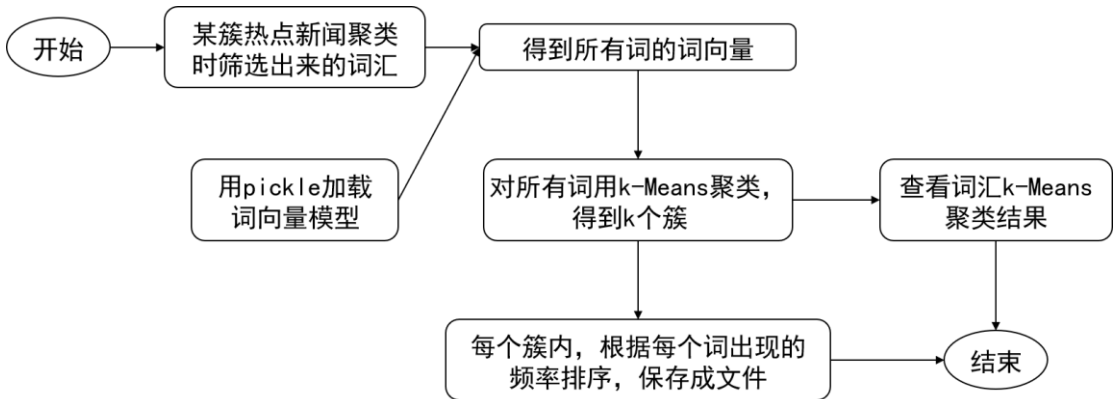 开始
某簇热点新闻聚类
时筛选出来的词汇
得到所有词的词向量
用pickle加载
词向量模型
对所有词用k-Means聚类，
得到k个簇
查看词汇k-Means
聚类结果
每个簇内，根据每个词出现的
频率排序，保存成文件
结束